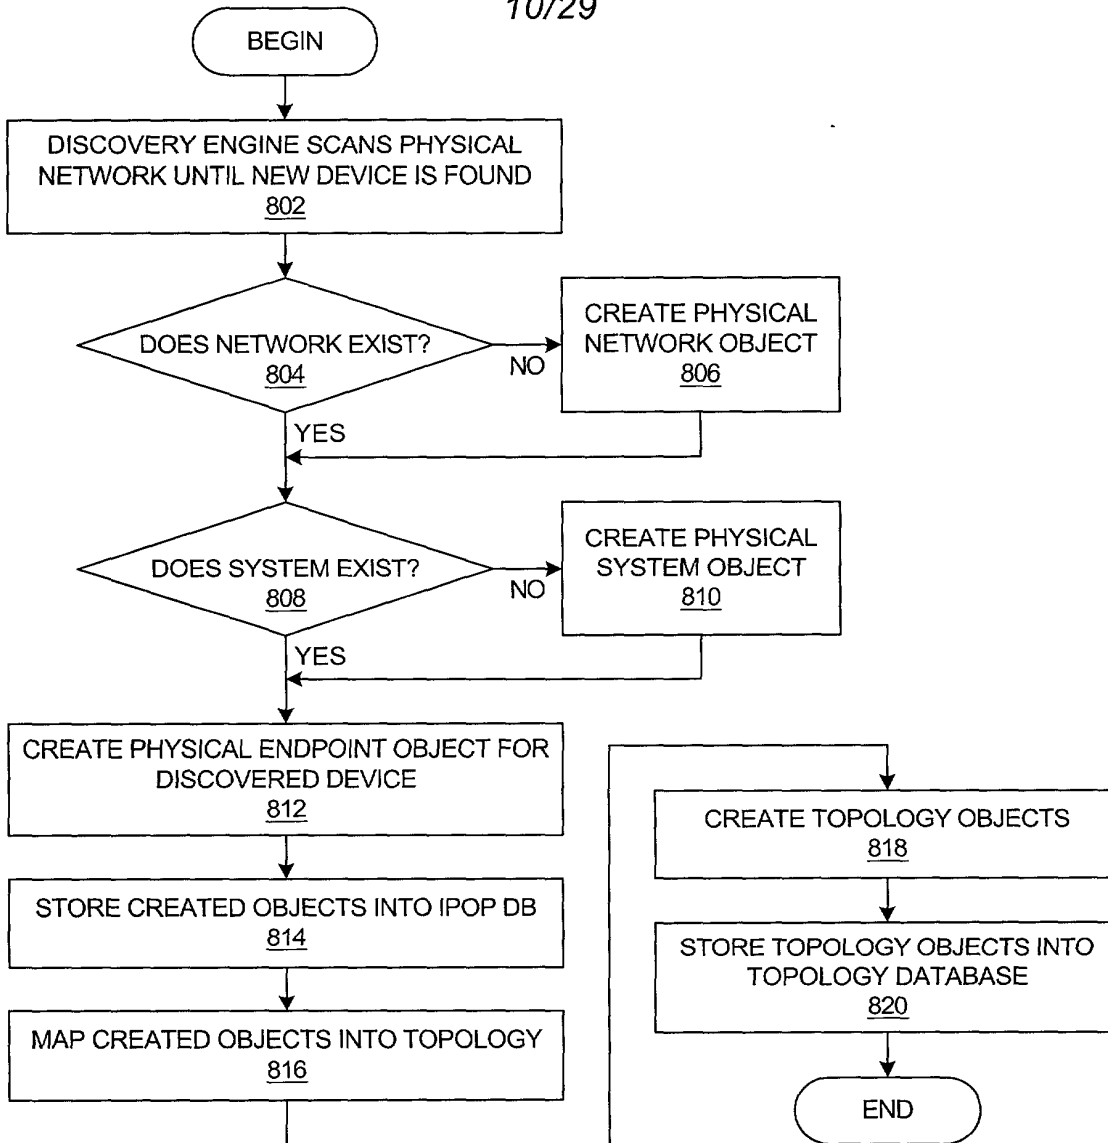 10/29
BEGIN
DISCOVERY ENGINE SCANS PHYSICAL
NETWORK UNTIL NEW DEVICE IS FOUND
802
DOES NETWORK EXIST?
804
NO
CREATE PHYSICAL
NETWORK OBJECT
806
YES
DOES SYSTEM EXIST?
808
NO
CREATE PHYSICAL
SYSTEM OBJECT
810
YES
CREATE PHYSICAL ENDPOINT OBJECT FOR
DISCOVERED DEVICE
812
STORE CREATED OBJECTS INTO IPOP DB
814
MAP CREATED OBJECTS INTO TOPOLOGY
816
CREATE TOPOLOGY OBJECTS
818
STORE TOPOLOGY OBJECTS INTO
TOPOLOGY DATABASE
820
END